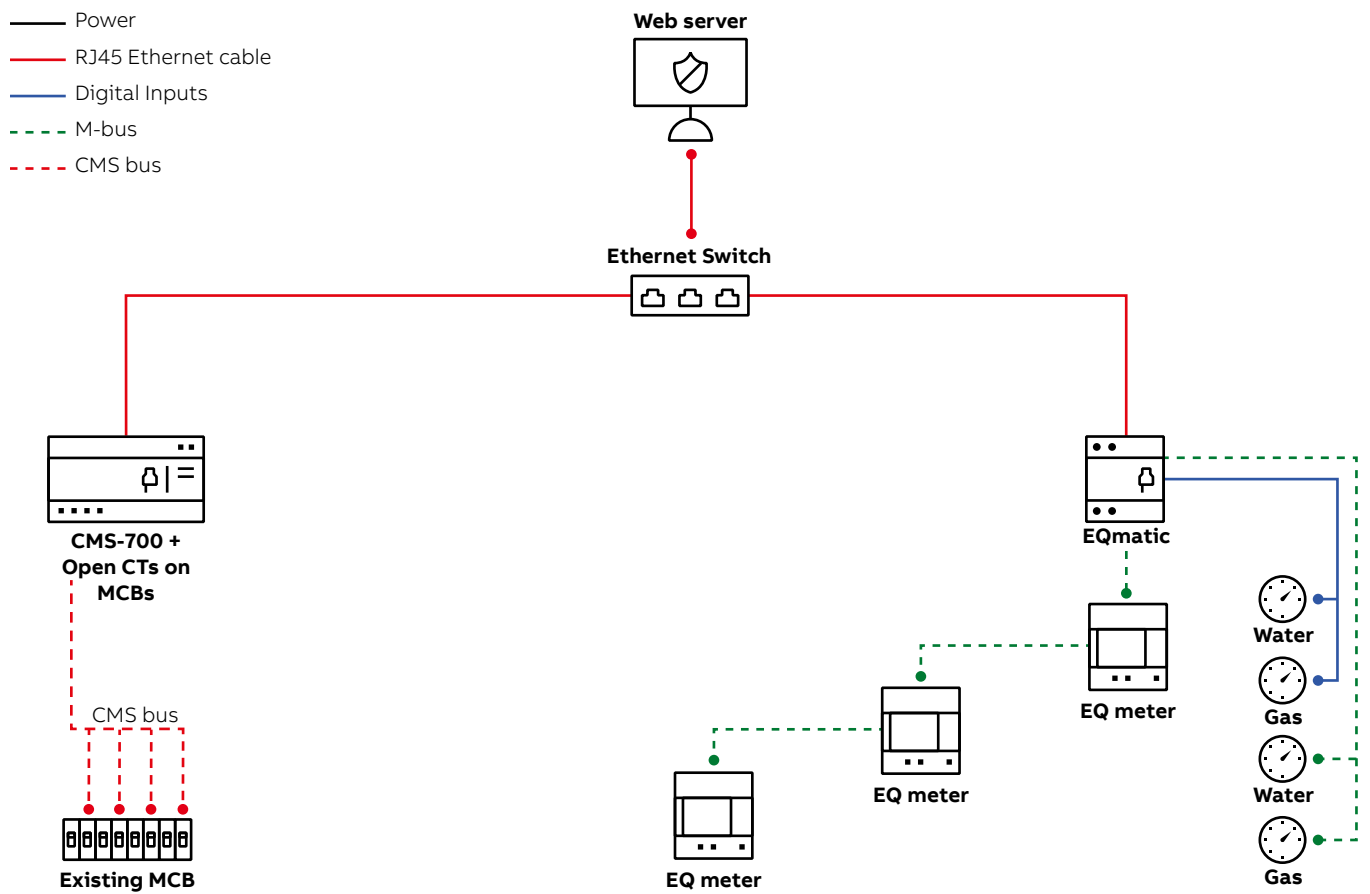 Power
RJ45 Ethernet cable
Digital Inputs
M-bus
CMS bus
Web server
Ethernet Switch
CMS-700 +
Open CTs on
MCBs
CMS bus
Existing MCB
EQmatic
EQ meter
EQ meter
EQ meter
Water
Gas
Water
Gas